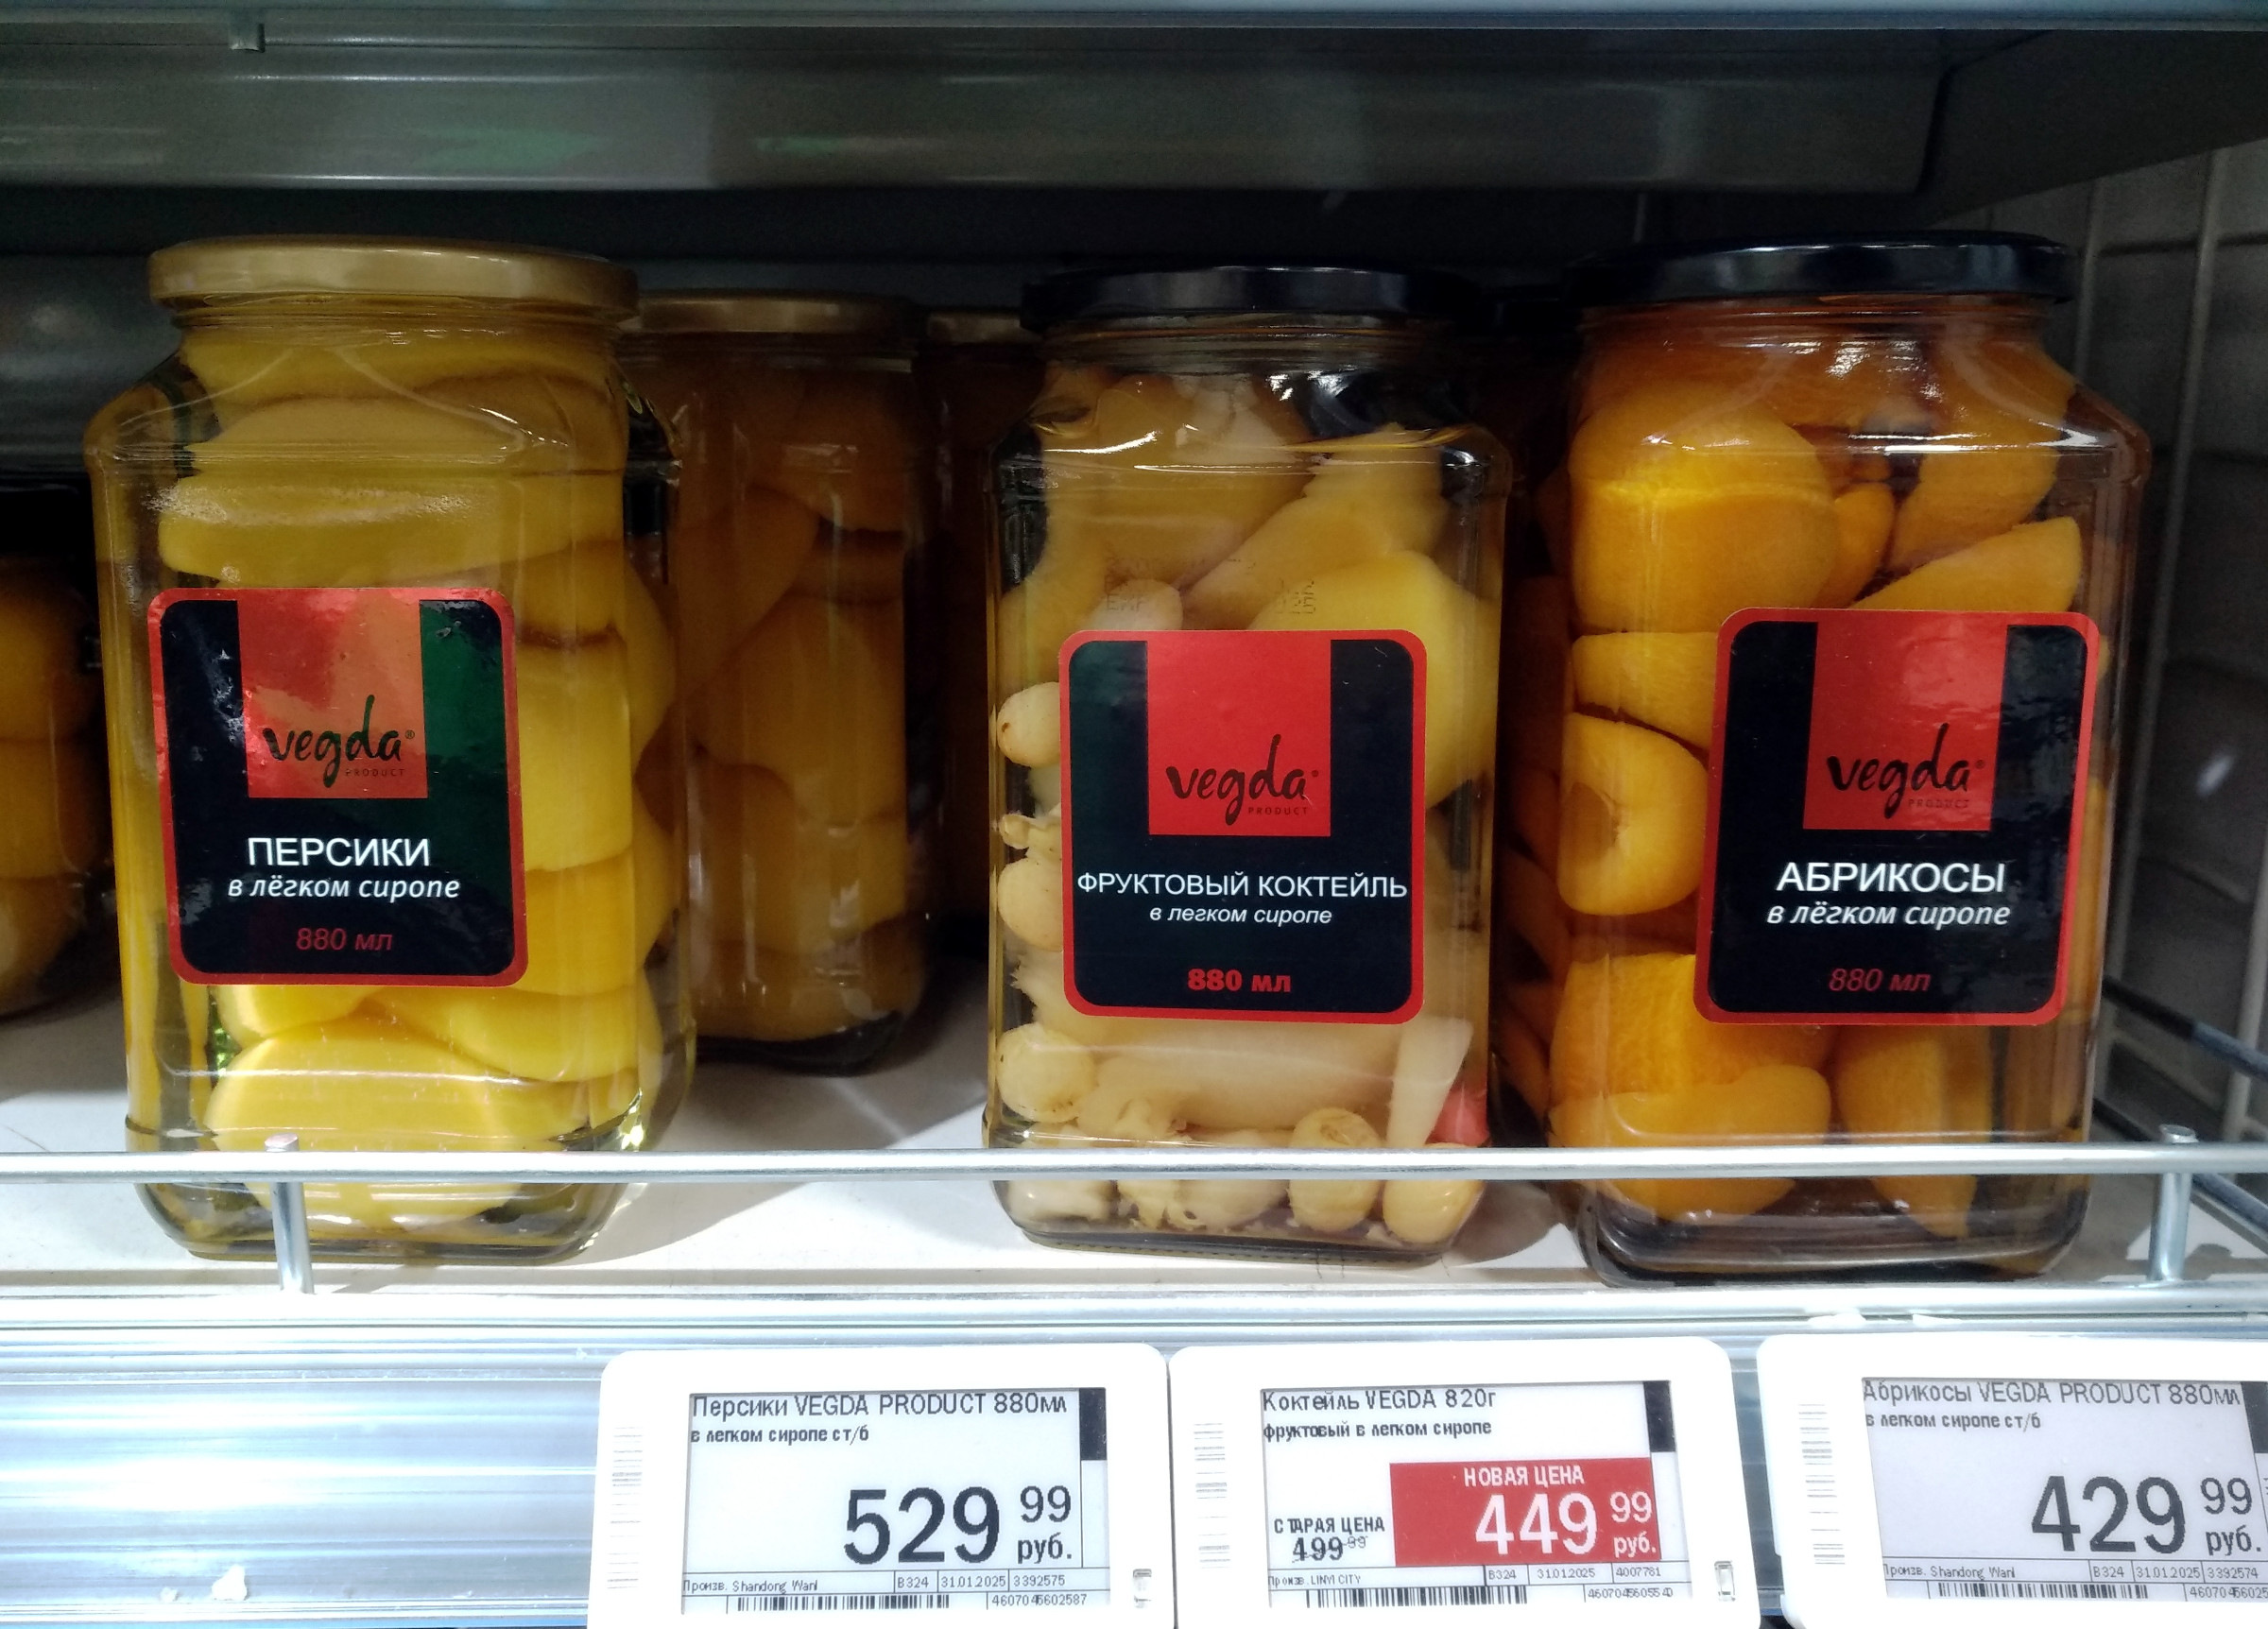 vegda®
PRODUCT
ПЕРСИКИ
в лёгком сиропе
880 мл
vegda
PRODUCT
ФРУКТОВЫЙ КОКТЕЙЛЬ
в легком сиропе
880 мл
vegda
PRODUCT
АБРИКОСЫ
в лёгком сиропе
880 мл
Персики VEGDA PRODUCT 880мл
в легком сиропе ст/б
529 99
руб.
Произв. Shandong Wanl B324 31.01.2025 3392575
4607045602587
Коктейль VEGDA 820г
фруктовый в легком сиропе
НОВАЯ ЦЕНА
СТАРАЯ ЦЕНА
499 99
449 99
руб.
Произв. LINYI CITY B324 31.01.2025 4007781
4607045605540
Абрикосы VEGDA PRODUCT 880мл
в легком сиропе ст/б
429 99
руб.
Произв. Shandong Wanl B324 31.01.2025 3392574